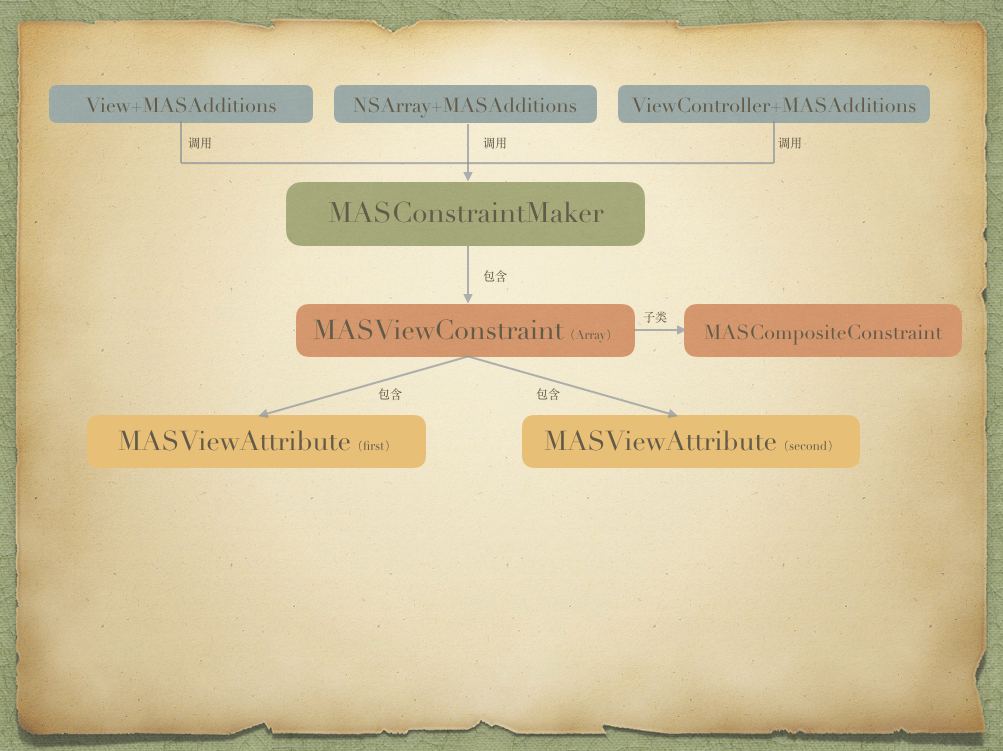 View+MASAdditions
NSArray+MASAdditions
ViewController+MASAdditions
调用
调用
调用
MASConstraintMaker
包含
MASViewConstraint（Array）
子类
MASCompositeConstraint
包含
包含
MASViewAttribute（first）
MASViewAttribute（second）